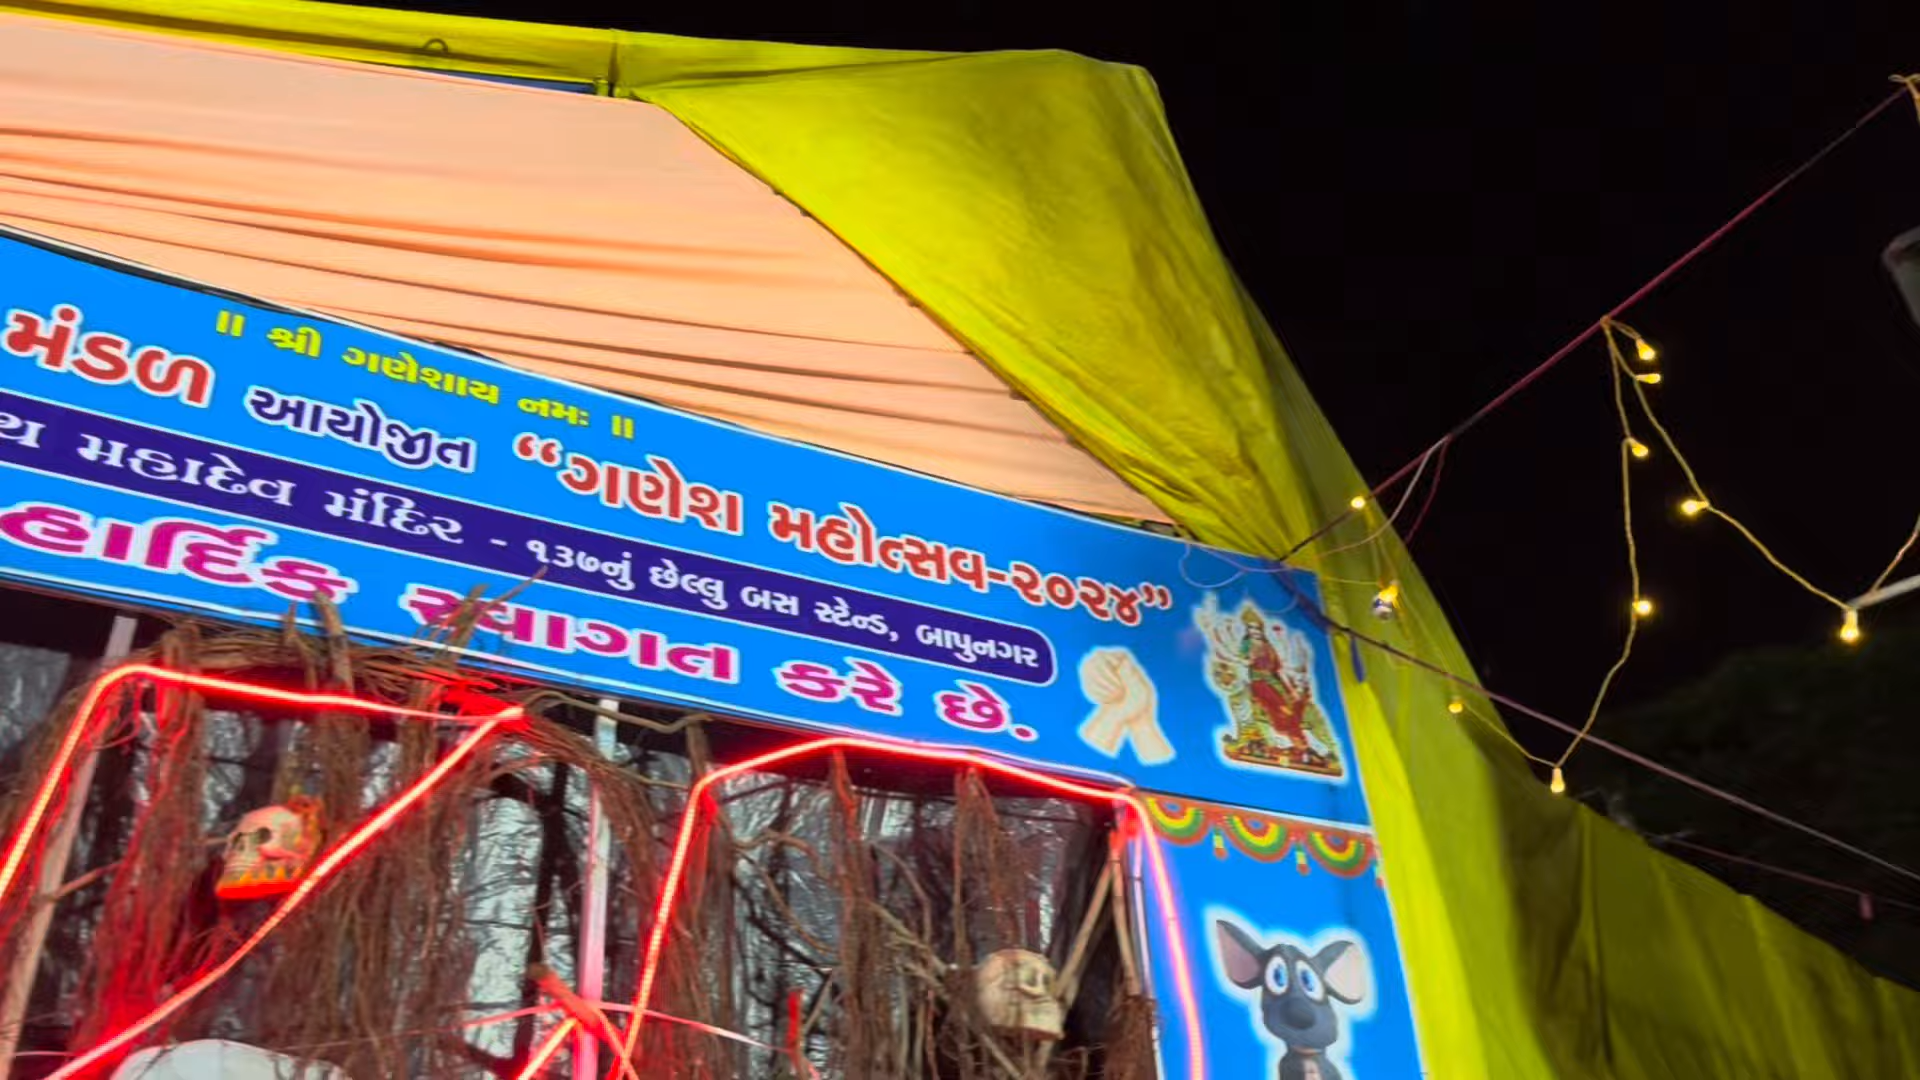 ॥ શ્રી ગણેશાય નમઃ ॥
મંડળ આયોજીત “ગણેશ મહોત્સવ-૨૦૨૪”
મહાદેવ મંદિર - ૧૩૭નું છેલ્લુ બસ સ્ટેન્ડ, બાપુનગર
હાર્દિક સ્વાગત કરે છે.